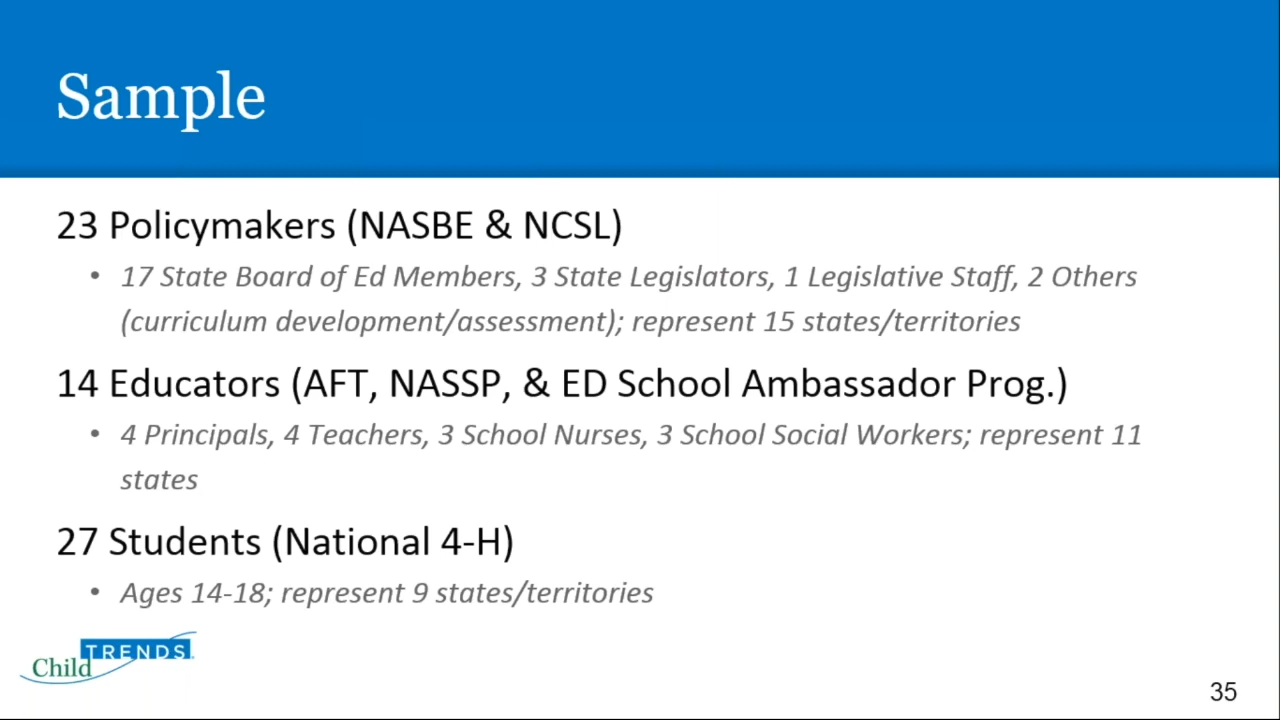 Sample
23 Policymakers (NASBE & NCSL)
• 17 State Board of Ed Members, 3 State Legislators, 1 Legislative Staff, 2 Others
(curriculum development/assessment); represent 15 states/territories
14 Educators (AFT, NASSP, & ED School Ambassador Prog.)
• 4 Principals, 4 Teachers, 3 School Nurses, 3 School Social Workers; represent 11
states
27 Students (National 4-H)
• Ages 14-18; represent 9 states/territories
Child TRENDS
35